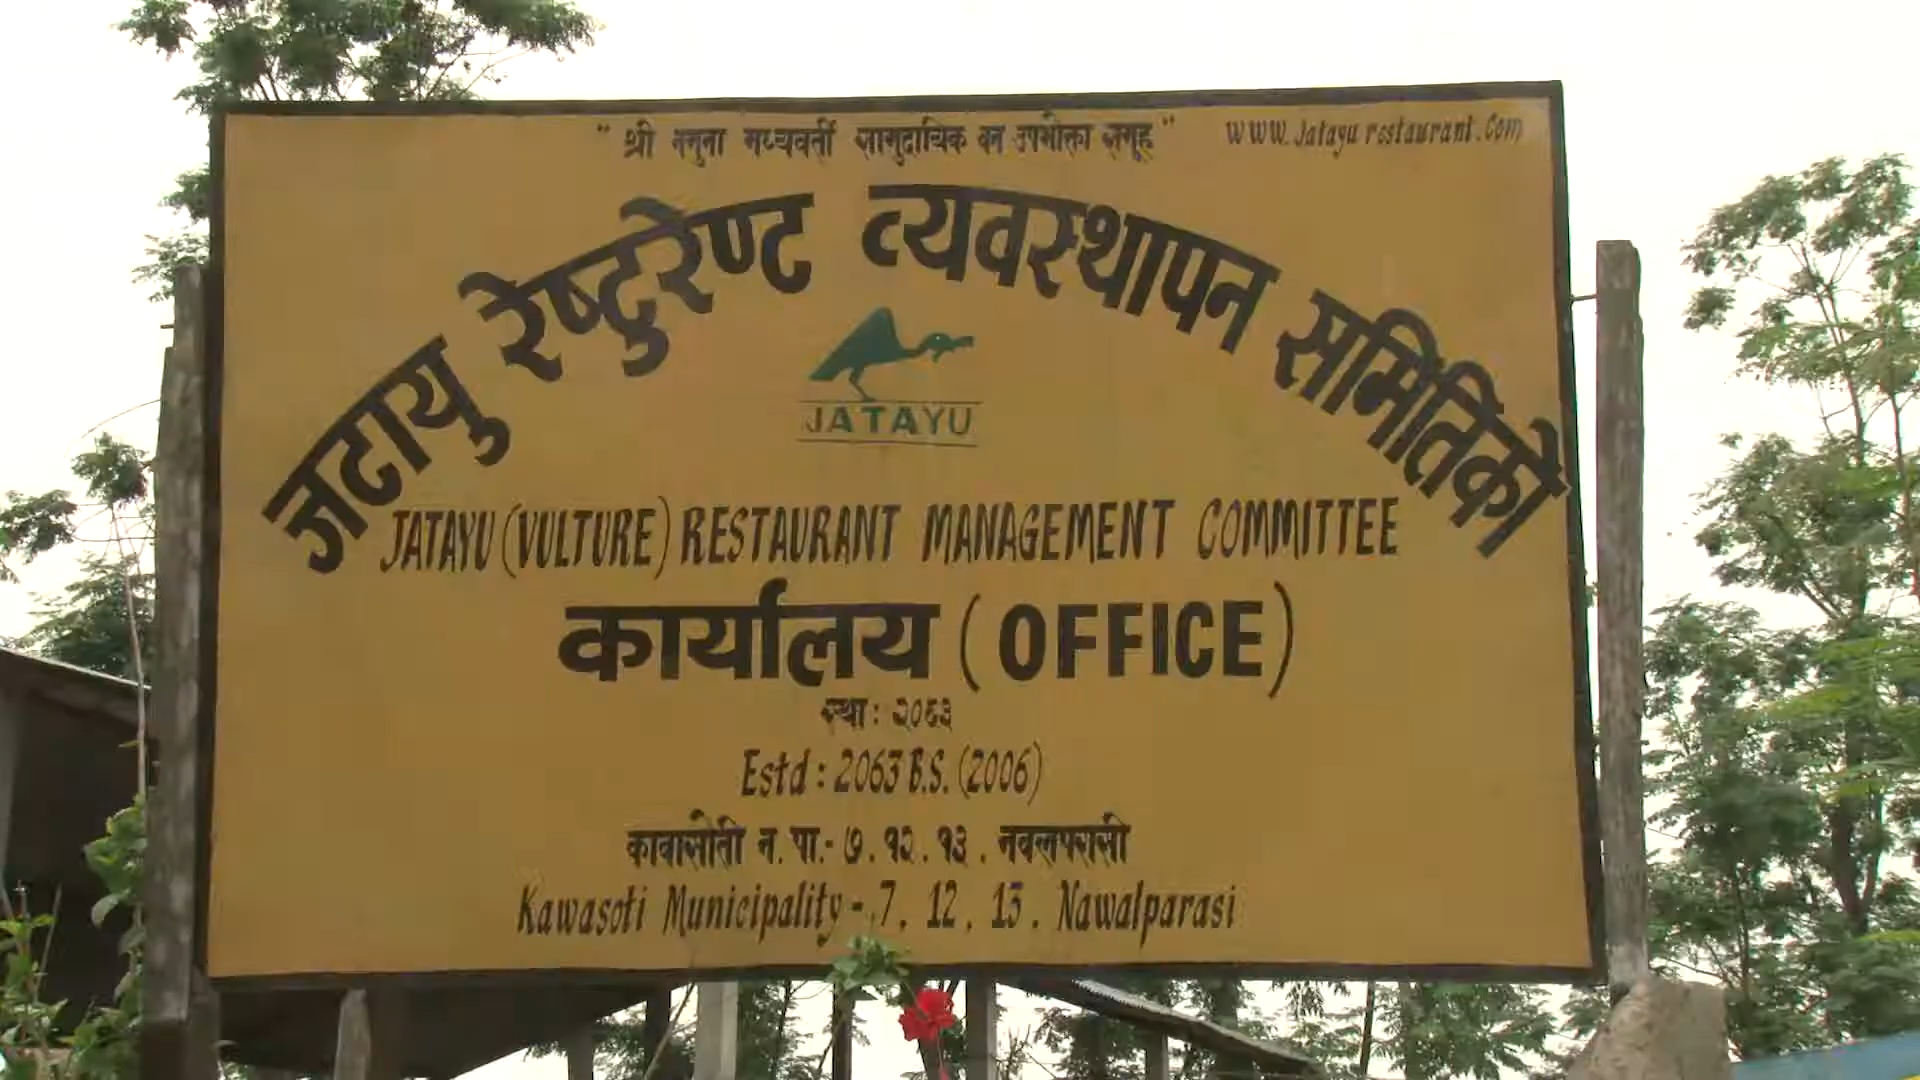 “ श्री नमुना मध्यवर्ती सामुदायिक वन उपभोक्ता समूह ”
www.Jatayurestaurant.Com
जटायु रेष्टुरेण्ट व्यवस्थापन समितिको
JATAYU
JATAYU (VULTURE) RESTAURANT MANAGEMENT COMMITTEE
कार्यालय (OFFICE)
स्था : २०६३
Estd : 2063 B.S. (2006)
कावासोती न. पा.- ७ . १२ . १३ . नवलपरासी
Kawasoti Municipality - 7 . 12 . 13 . Nawalparasi